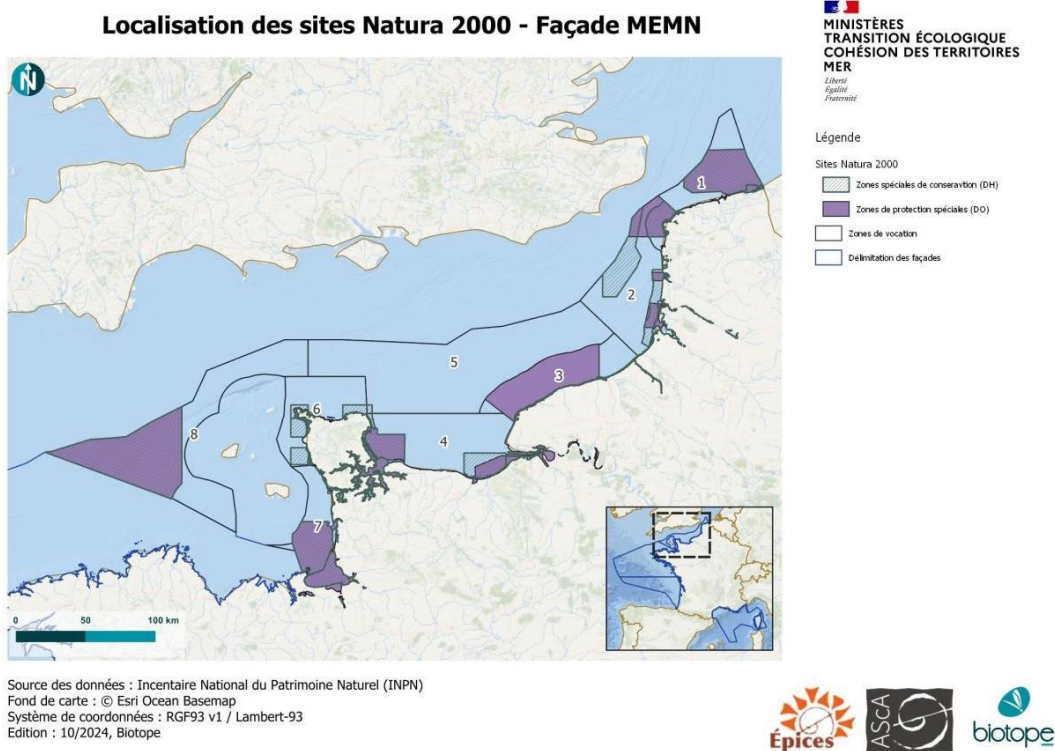 Localisation des sites Natura 2000 - Façade MEMN
MINISTÈRES
TRANSITION ÉCOLOGIQUE
COHÉSION DES TERRITOIRES
MER
Liberté
Égalité
Fraternité
N
Légende
Sites Natura 2000
Zones spéciales de conseravtion (DH)
Zones de protection spéciales (DO)
Zones de vocation
Délimitation des façades
1
2
3
5
6
4
8
7
0 50 100 km
Source des données : Incentaire National du Patrimoine Naturel (INPN)
Fond de carte : © Esri Ocean Basemap
Système de coordonnées : RGF93 v1 / Lambert-93
Edition : 10/2024, Biotope
Épices
ASCA
biotope